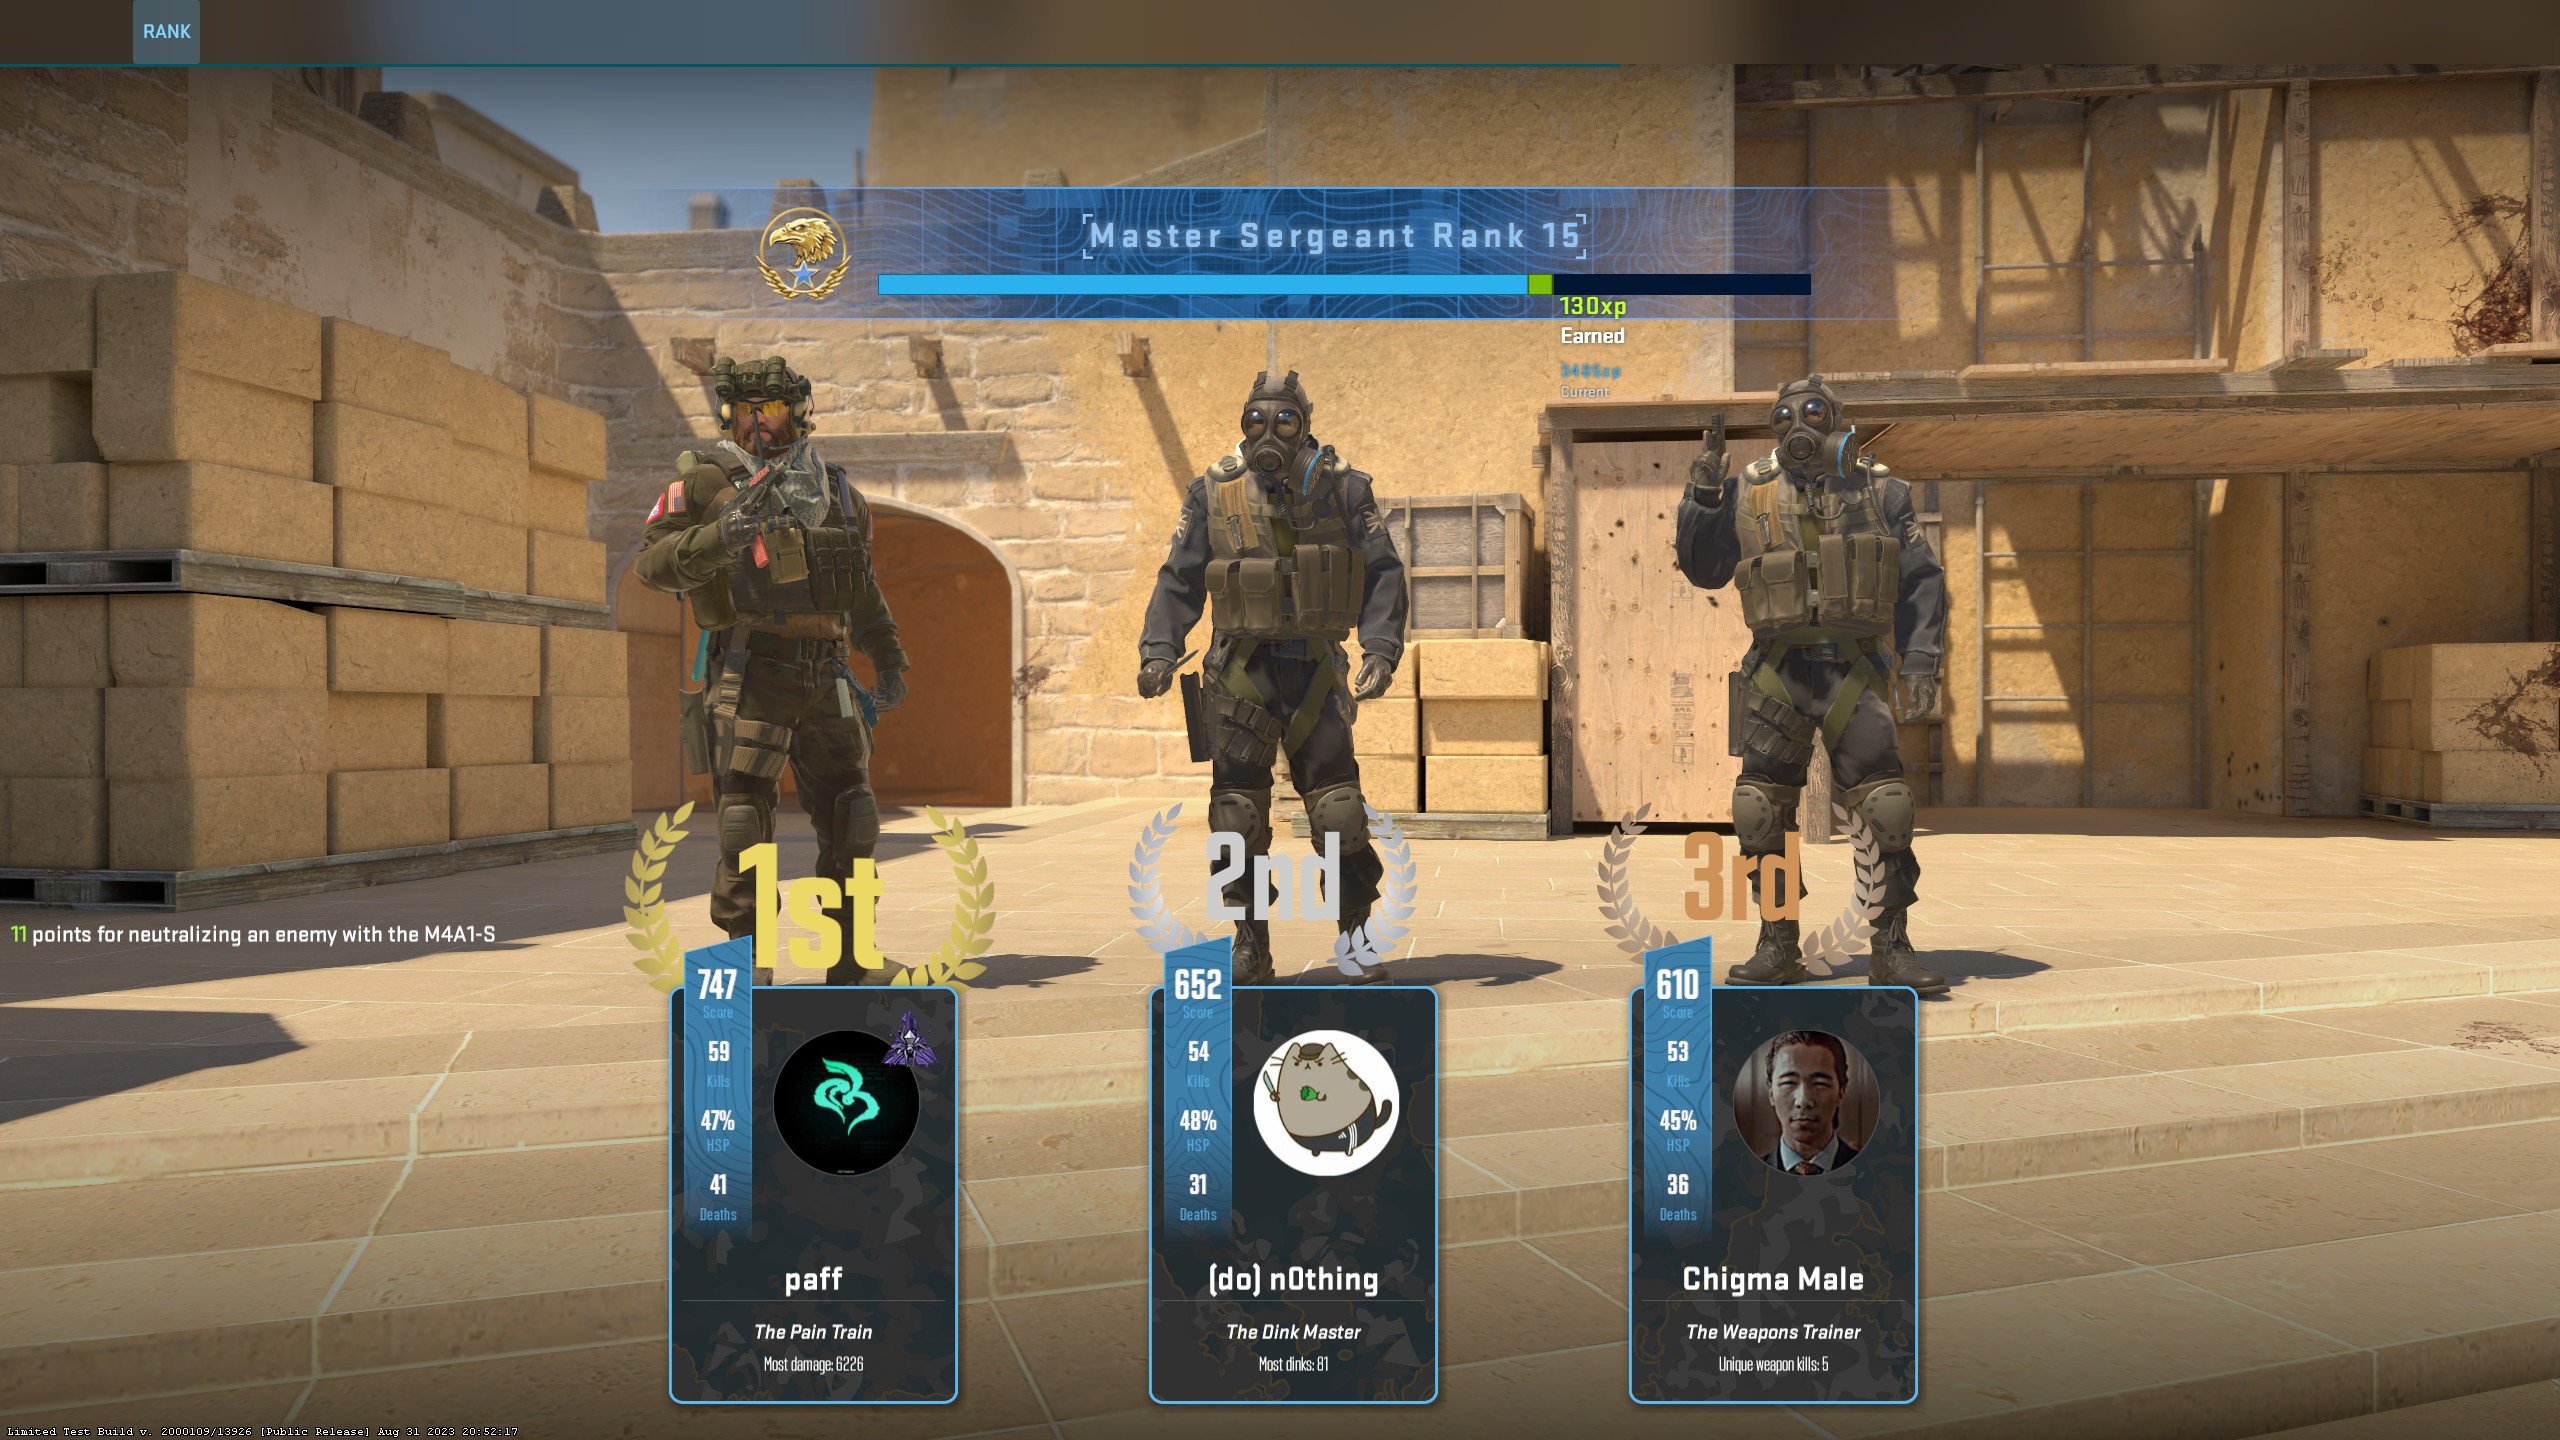 RANK
Master Sergeant Rank 15
130xp
Earned
3485xp
Current
11 points for neutralizing an enemy with the M4A1-S
1st
2nd
3rd
747
Score
59
Kills
47%
HSP
41
Deaths
paff
The Pain Train
Most damage: 6226
652
Score
54
Kills
48%
HSP
31
Deaths
(do) n0thing
The Dink Master
Most dinks: 81
610
Score
53
Kills
45%
HSP
36
Deaths
Chigma Male
The Weapons Trainer
Unique weapon kills: 5
Limited Test Build v. 2000109/13926 [Public Release] Aug 31 2023 20:52:17